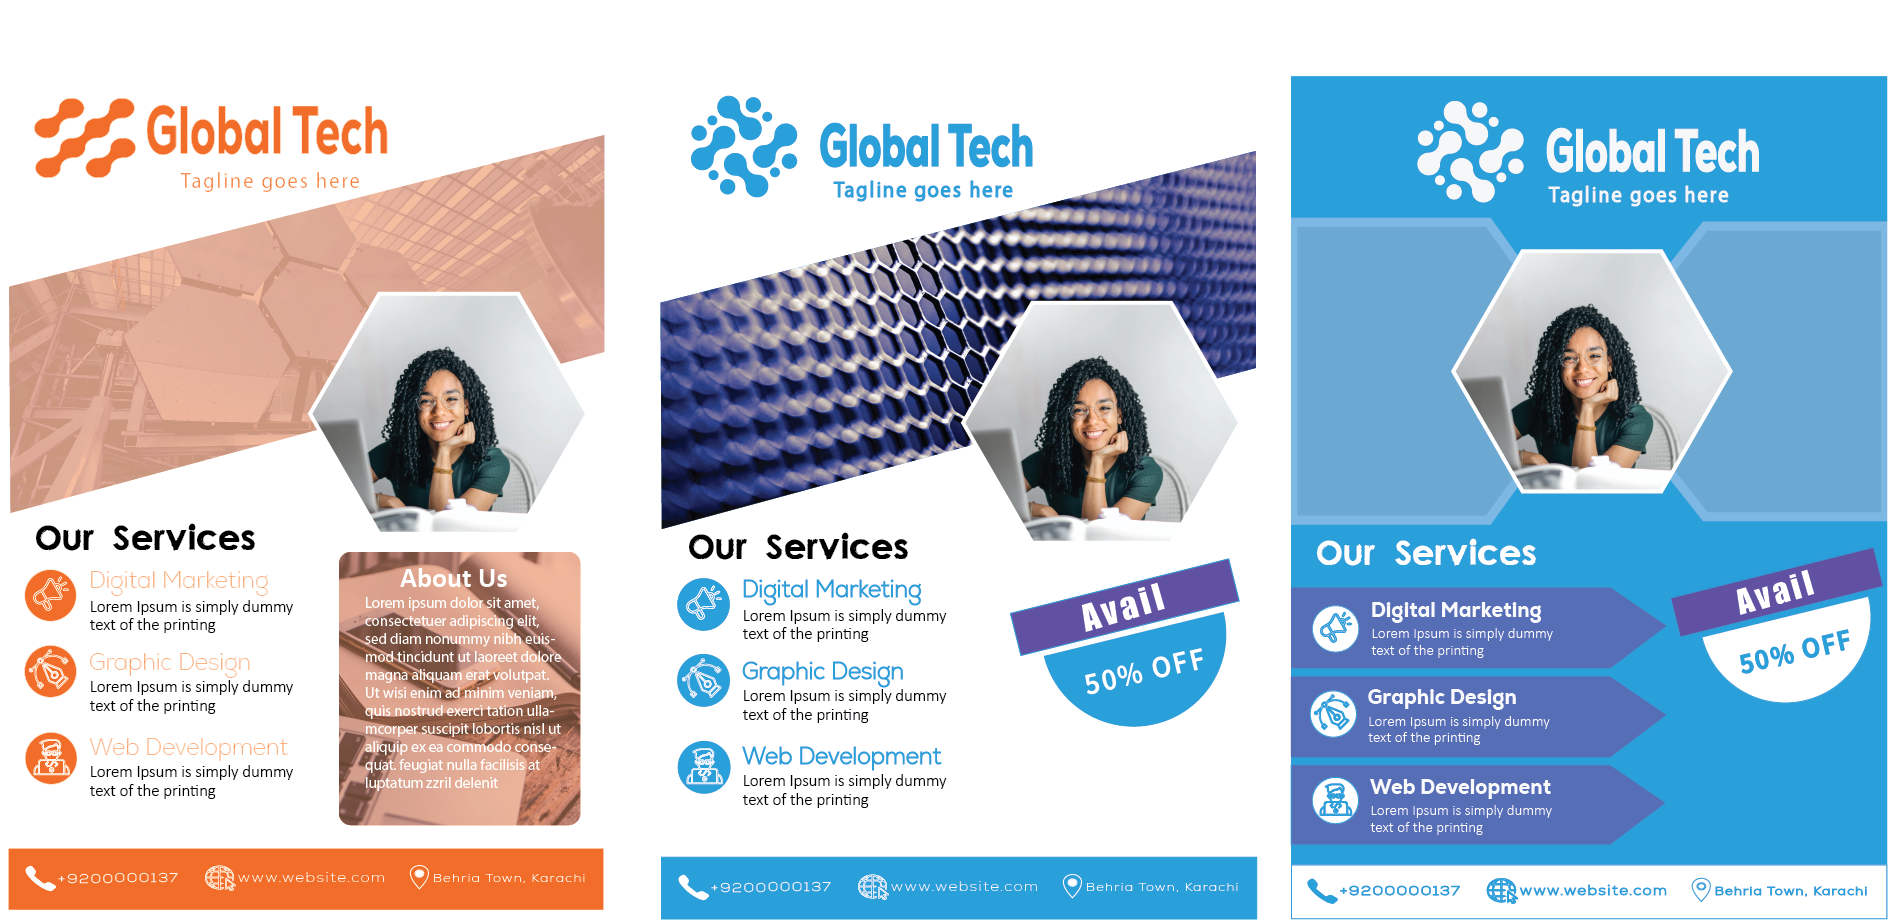 Global Tech
Tagline goes here
Our Services
Digital Marketing
Lorem Ipsum is simply dummy
text of the printing
Graphic Design
Lorem Ipsum is simply dummy
text of the printing
Web Development
Lorem Ipsum is simply dummy
text of the printing
About Us
Lorem ipsum dolor sit amet,
consectetuer adipiscing elit,
sed diam nonummy nibh euis-
mod tincidunt ut laoreet dolore
magna aliquam erat volutpat.
Ut wisi enim ad minim veniam,
quis nostrud exerci tation ulla-
mcorper suscipit lobortis nisl ut
aliquip ex ea commodo conse-
quat. feugiat nulla facilisis at
luptatum zzril delenit
+9200000137
www.website.com
Behria Town, Karachi
Global Tech
Tagline goes here
Our Services
Digital Marketing
Lorem Ipsum is simply dummy
text of the printing
Graphic Design
Lorem Ipsum is simply dummy
text of the printing
Web Development
Lorem Ipsum is simply dummy
text of the printing
Avail
50% OFF
+9200000137
www.website.com
Behria Town, Karachi
Global Tech
Tagline goes here
Our Services
Digital Marketing
Lorem Ipsum is simply dummy
text of the printing
Graphic Design
Lorem Ipsum is simply dummy
text of the printing
Web Development
Lorem Ipsum is simply dummy
text of the printing
Avail
50% OFF
+9200000137
www.website.com
Behria Town, Karachi